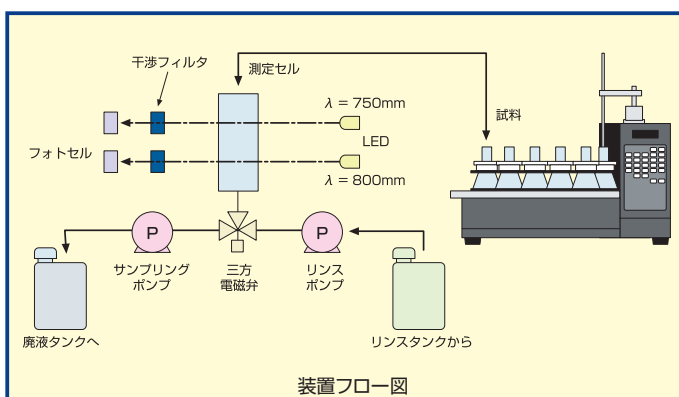 干渉フィルタ
測定セル
λ = 750mm
試料
LED
フォトセル
λ = 800mm
P
P
サンプリング
ポンプ
三方
電磁弁
リンス
ポンプ
廃液タンクへ
リンスタンクから
装置フロー図